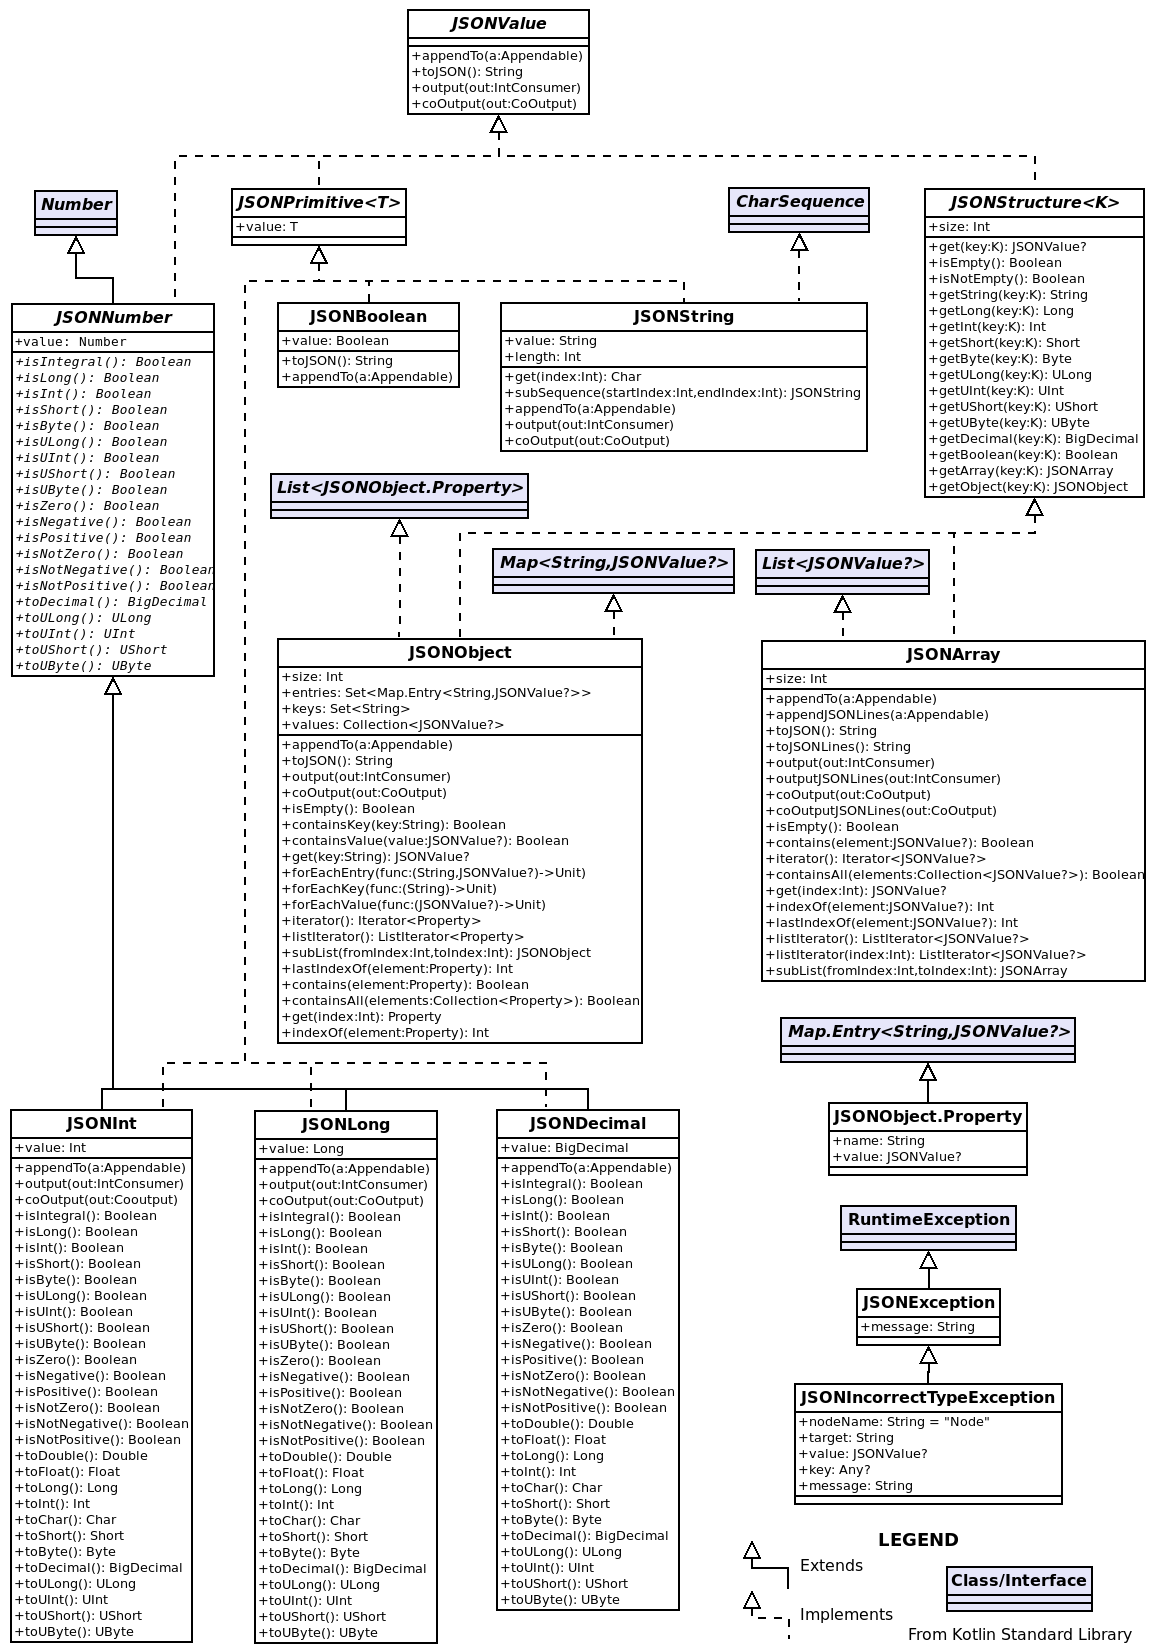 JSONValue
+appendTo(a:Appendable)
+toJSON(): String
+output(out:IntConsumer)
+coOutput(out:CoOutput)
Number
JSONPrimitive<T>
+value: T
CharSequence
JSONStructure<K>
+size: Int
+get(key:K): JSONValue?
+isEmpty(): Boolean
+isNotEmpty(): Boolean
+getString(key:K): String
+getLong(key:K): Long
+getInt(key:K): Int
+getShort(key:K): Short
+getByte(key:K): Byte
+getULong(key:K): ULong
+getUInt(key:K): UInt
+getUShort(key:K): UShort
+getUByte(key:K): UByte
+getDecimal(key:K): BigDecimal
+getBoolean(key:K): Boolean
+getArray(key:K): JSONArray
+getObject(key:K): JSONObject
JSONNumber
+value: Number
+isIntegral(): Boolean
+isLong(): Boolean
+isInt(): Boolean
+isShort(): Boolean
+isByte(): Boolean
+isULong(): Boolean
+isUInt(): Boolean
+isUShort(): Boolean
+isUByte(): Boolean
+isZero(): Boolean
+isNegative(): Boolean
+isPositive(): Boolean
+isNotZero(): Boolean
+isNotNegative(): Boolean
+isNotPositive(): Boolean
+toDecimal(): BigDecimal
+toULong(): ULong
+toUInt(): UInt
+toUShort(): UShort
+toUByte(): UByte
JSONBoolean
+value: Boolean
+toJSON(): String
+appendTo(a:Appendable)
JSONString
+value: String
+length: Int
+get(index:Int): Char
+subSequence(startIndex:Int,endIndex:Int): JSONString
+appendTo(a:Appendable)
+output(out:IntConsumer)
+coOutput(out:CoOutput)
List<JSONObject.Property>
Map<String,JSONValue?>
List<JSONValue?>
JSONObject
+size: Int
+entries: Set<Map.Entry<String,JSONValue?>>
+keys: Set<String>
+values: Collection<JSONValue?>
+appendTo(a:Appendable)
+toJSON(): String
+output(out:IntConsumer)
+coOutput(out:CoOutput)
+isEmpty(): Boolean
+containsKey(key:String): Boolean
+containsValue(value:JSONValue?): Boolean
+get(key:String): JSONValue?
+forEachEntry(func:(String,JSONValue?)->Unit)
+forEachKey(func:(String)->Unit)
+forEachValue(func:(JSONValue?)->Unit)
+iterator(): Iterator<Property>
+listIterator(): ListIterator<Property>
+subList(fromIndex:Int,toIndex:Int): JSONObject
+lastIndexOf(element:Property): Int
+contains(element:Property): Boolean
+containsAll(elements:Collection<Property>): Boolean
+get(index:Int): Property
+indexOf(element:Property): Int
JSONArray
+size: Int
+appendTo(a:Appendable)
+appendJSONLines(a:Appendable)
+toJSON(): String
+toJSONLines(): String
+output(out:IntConsumer)
+outputJSONLines(out:IntConsumer)
+coOutput(out:CoOutput)
+coOutputJSONLines(out:CoOutput)
+isEmpty(): Boolean
+contains(element:JSONValue?): Boolean
+iterator(): Iterator<JSONValue?>
+containsAll(elements:Collection<JSONValue?>): Boolean
+get(index:Int): JSONValue?
+indexOf(element:JSONValue?): Int
+lastIndexOf(element:JSONValue?): Int
+listIterator(): ListIterator<JSONValue?>
+listIterator(index:Int): ListIterator<JSONValue?>
+subList(fromIndex:Int,toIndex:Int): JSONArray
JSONInt
+value: Int
+appendTo(a:Appendable)
+output(out:IntConsumer)
+coOutput(out:Cooutput)
+isIntegral(): Boolean
+isLong(): Boolean
+isInt(): Boolean
+isShort(): Boolean
+isByte(): Boolean
+isULong(): Boolean
+isUInt(): Boolean
+isUShort(): Boolean
+isUByte(): Boolean
+isZero(): Boolean
+isNegative(): Boolean
+isPositive(): Boolean
+isNotZero(): Boolean
+isNotNegative(): Boolean
+isNotPositive(): Boolean
+toDouble(): Double
+toFloat(): Float
+toLong(): Long
+toInt(): Int
+toChar(): Char
+toShort(): Short
+toByte(): Byte
+toDecimal(): BigDecimal
+toULong(): ULong
+toUInt(): UInt
+toUShort(): UShort
+toUByte(): UByte
JSONLong
+value: Long
+appendTo(a:Appendable)
+output(out:IntConsumer)
+coOutput(out:CoOutput)
+isIntegral(): Boolean
+isLong(): Boolean
+isInt(): Boolean
+isShort(): Boolean
+isByte(): Boolean
+isULong(): Boolean
+isUInt(): Boolean
+isUShort(): Boolean
+isUByte(): Boolean
+isZero(): Boolean
+isNegative(): Boolean
+isPositive(): Boolean
+isNotZero(): Boolean
+isNotNegative(): Boolean
+isNotPositive(): Boolean
+toDouble(): Double
+toFloat(): Float
+toLong(): Long
+toInt(): Int
+toChar(): Char
+toShort(): Short
+toByte(): Byte
+toDecimal(): BigDecimal
+toULong(): ULong
+toUInt(): UInt
+toUShort(): UShort
+toUByte(): UByte
JSONDecimal
+value: BigDecimal
+appendTo(a:Appendable)
+isIntegral(): Boolean
+isLong(): Boolean
+isInt(): Boolean
+isShort(): Boolean
+isByte(): Boolean
+isULong(): Boolean
+isUInt(): Boolean
+isUShort(): Boolean
+isUByte(): Boolean
+isZero(): Boolean
+isNegative(): Boolean
+isPositive(): Boolean
+isNotZero(): Boolean
+isNotNegative(): Boolean
+isNotPositive(): Boolean
+toDouble(): Double
+toFloat(): Float
+toLong(): Long
+toInt(): Int
+toChar(): Char
+toShort(): Short
+toByte(): Byte
+toDecimal(): BigDecimal
+toULong(): ULong
+toUInt(): UInt
+toUShort(): UShort
+toUByte(): UByte
Map.Entry<String,JSONValue?>
JSONObject.Property
+name: String
+value: JSONValue?
RuntimeException
JSONException
+message: String
JSONIncorrectTypeException
+nodeName: String = "Node"
+target: String
+value: JSONValue?
+key: Any?
+message: String
LEGEND
Extends
Class/Interface
Implements
From Kotlin Standard Library